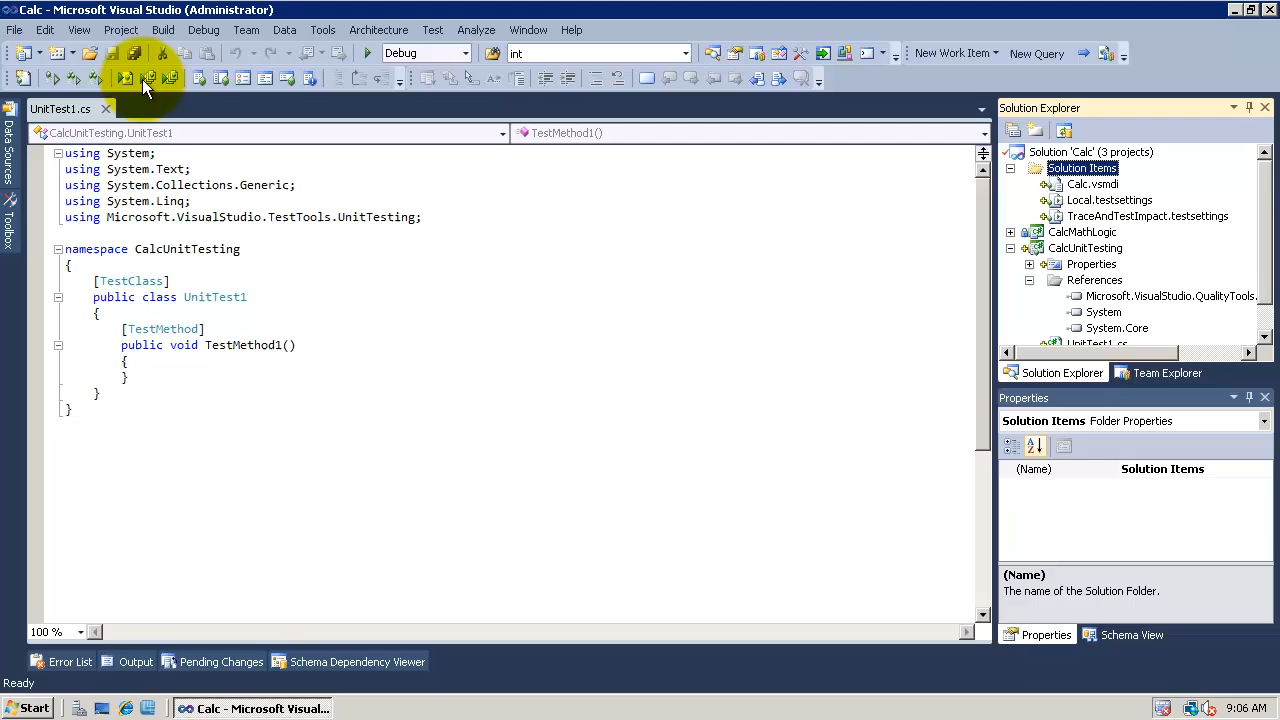 Calc - Microsoft Visual Studio (Administrator)
File Edit View Project Build Debug Team Data Tools Architecture Test Analyze Window Help
Debug int New Work Item New Query
UnitTest1.cs
CalcUnitTesting.UnitTest1 TestMethod1()
Data Sources
Toolbox
using System;
using System.Text;
using System.Collections.Generic;
using System.Linq;
using Microsoft.VisualStudio.TestTools.UnitTesting;
namespace CalcUnitTesting
{
[TestClass]
public class UnitTest1
{
[TestMethod]
public void TestMethod1()
{
}
}
}
100 %
Solution Explorer
Solution 'Calc' (3 projects)
Solution Items
Calc.vsmdi
Local.testsettings
TraceAndTestImpact.testsettings
CalcMathLogic
CalcUnitTesting
Properties
References
Microsoft.VisualStudio.QualityTools.
System
System.Core
UnitTest1.cs
Solution Explorer Team Explorer
Properties
Solution Items Folder Properties
(Name) Solution Items
(Name)
The name of the Solution Folder.
Properties Schema View
Error List Output Pending Changes Schema Dependency Viewer
Ready
Start Calc - Microsoft Visual... 9:06 AM